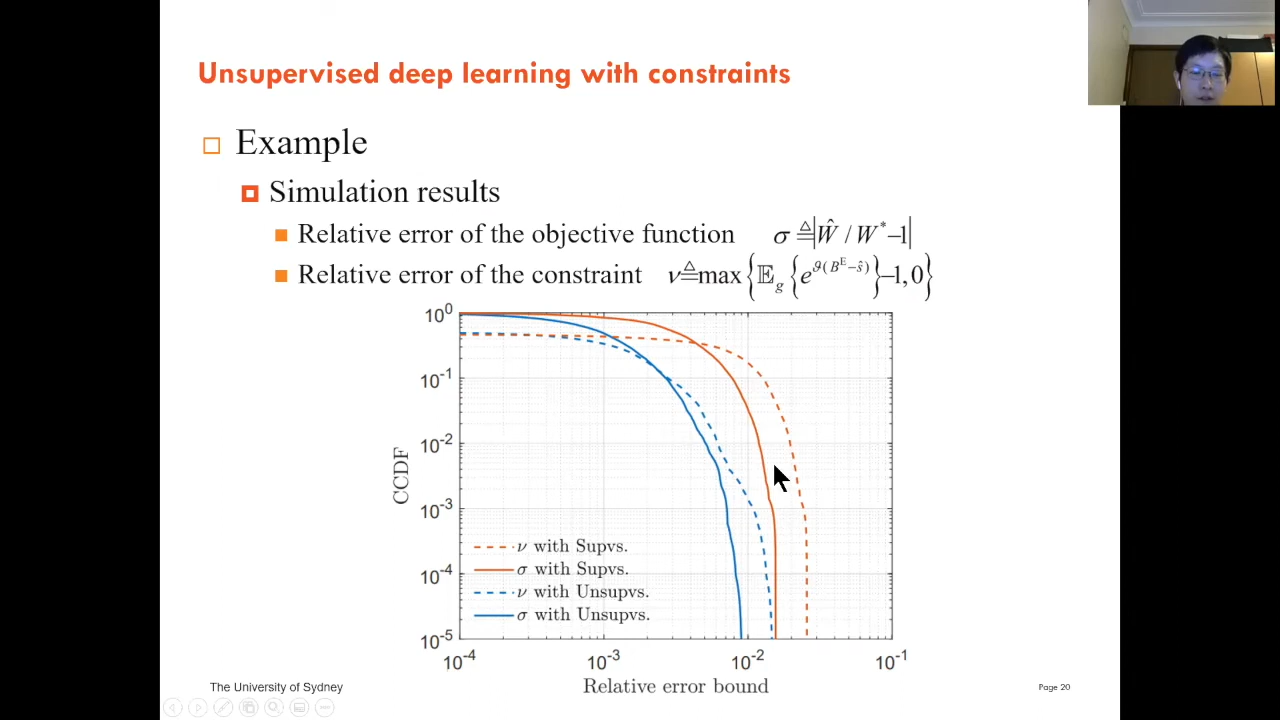 Unsupervised deep learning with constraints
Example
Simulation results
Relative error of the objective function σ ≜ |Ŵ / W* –1|
Relative error of the constraint ν ≜ max{𝔼_g{e^{ϑ(B^E – ŝ)}} –1, 0}
10^0
10^-1
10^-2
10^-3
10^-4
10^-5
CCDF
ν with Supvs.
σ with Supvs.
ν with Unsupvs.
σ with Unsupvs.
10^-4 10^-3 10^-2 10^-1
Relative error bound
The University of Sydney
Page 20